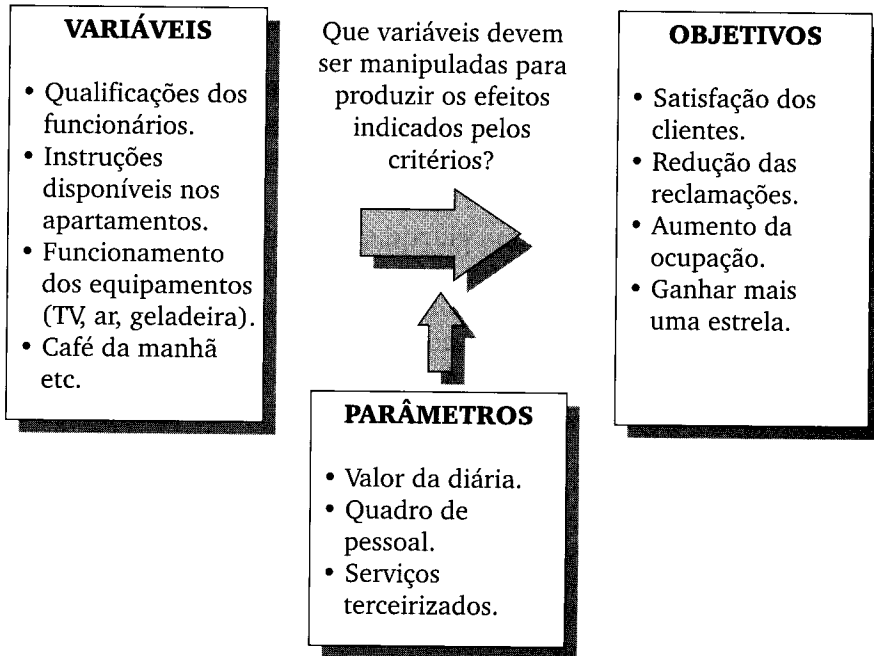 VARIÁVEIS
• Qualificações dos
funcionários.
• Instruções
disponíveis nos
apartamentos.
• Funcionamento
dos equipamentos
(TV, ar, geladeira).
• Café da manhã
etc.
Que variáveis devem
ser manipuladas para
produzir os efeitos
indicados pelos
critérios?
OBJETIVOS
• Satisfação dos
clientes.
• Redução das
reclamações.
• Aumento da
ocupação.
• Ganhar mais
uma estrela.
PARÂMETROS
• Valor da diária.
• Quadro de
pessoal.
• Serviços
terceirizados.